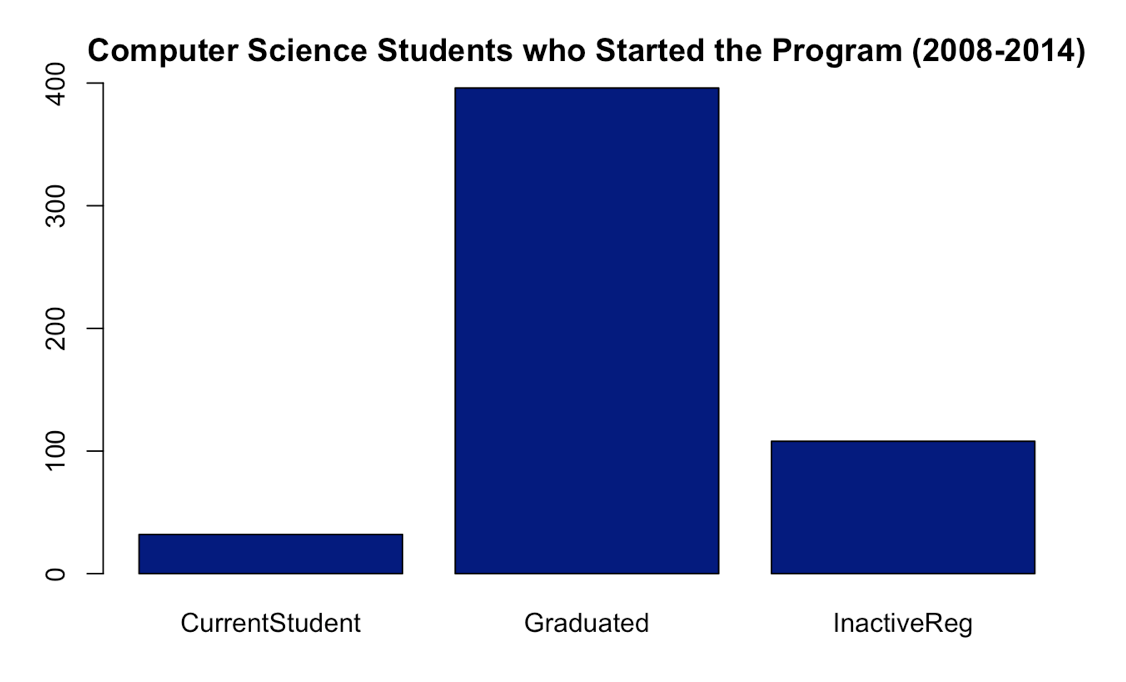 Computer Science Students who Started the Program (2008-2014)
400
300
200
100
0
CurrentStudent
Graduated
InactiveReg